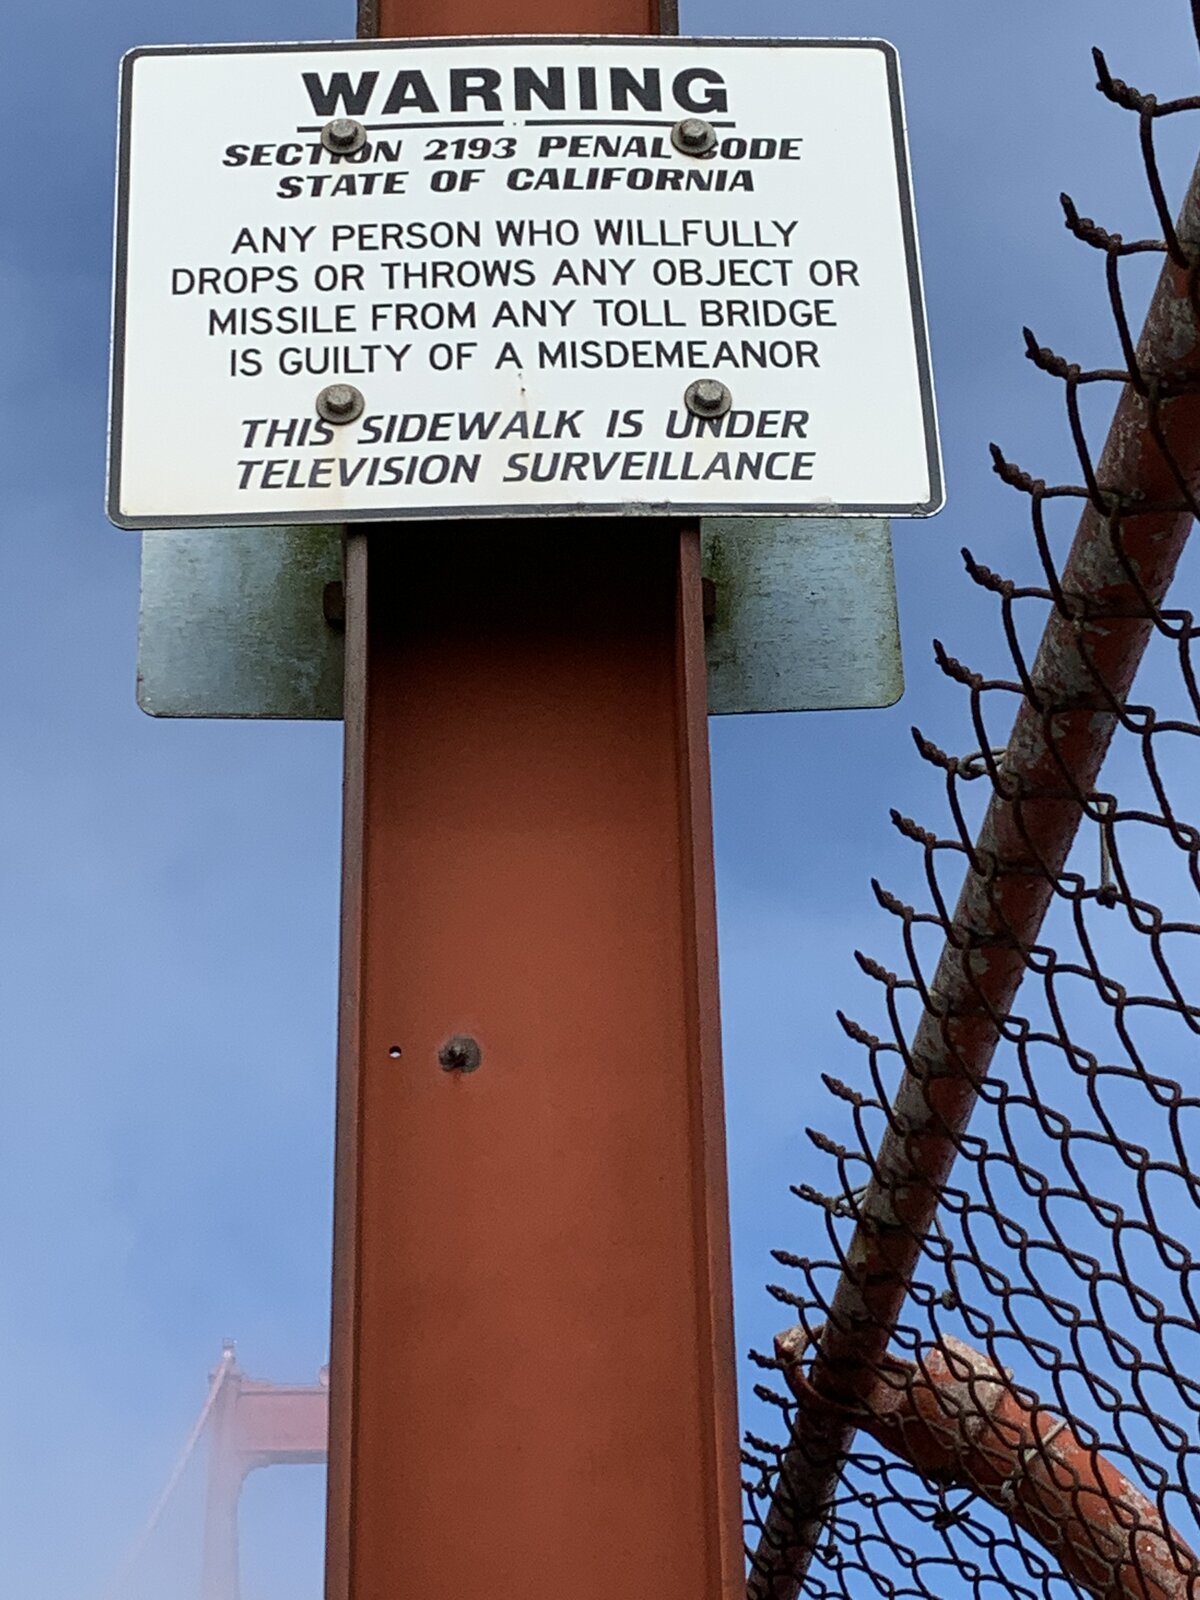 WARNING
SECTION 2193 PENAL CODE
STATE OF CALIFORNIA
ANY PERSON WHO WILLFULLY
DROPS OR THROWS ANY OBJECT OR
MISSILE FROM ANY TOLL BRIDGE
IS GUILTY OF A MISDEMEANOR
THIS SIDEWALK IS UNDER
TELEVISION SURVEILLANCE